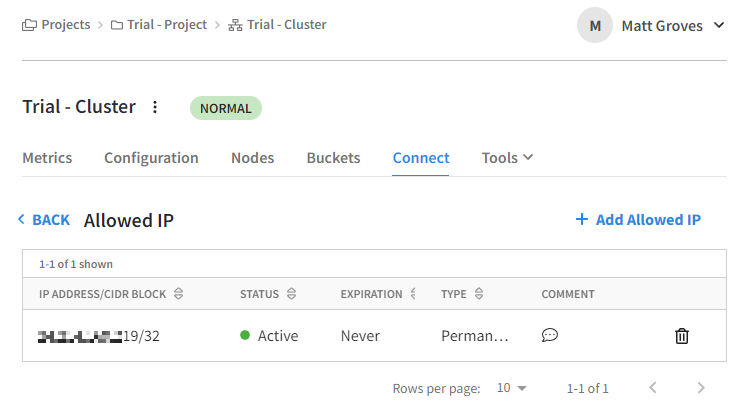 Projects > Trial - Project > Trial - Cluster
M Matt Groves
Trial - Cluster NORMAL
Metrics Configuration Nodes Buckets Connect Tools
BACK Allowed IP + Add Allowed IP
1-1 of 1 shown
IP ADDRESS/CIDR BLOCK STATUS EXPIRATION TYPE COMMENT
19/32 Active Never Perman...
Rows per page: 10 1-1 of 1